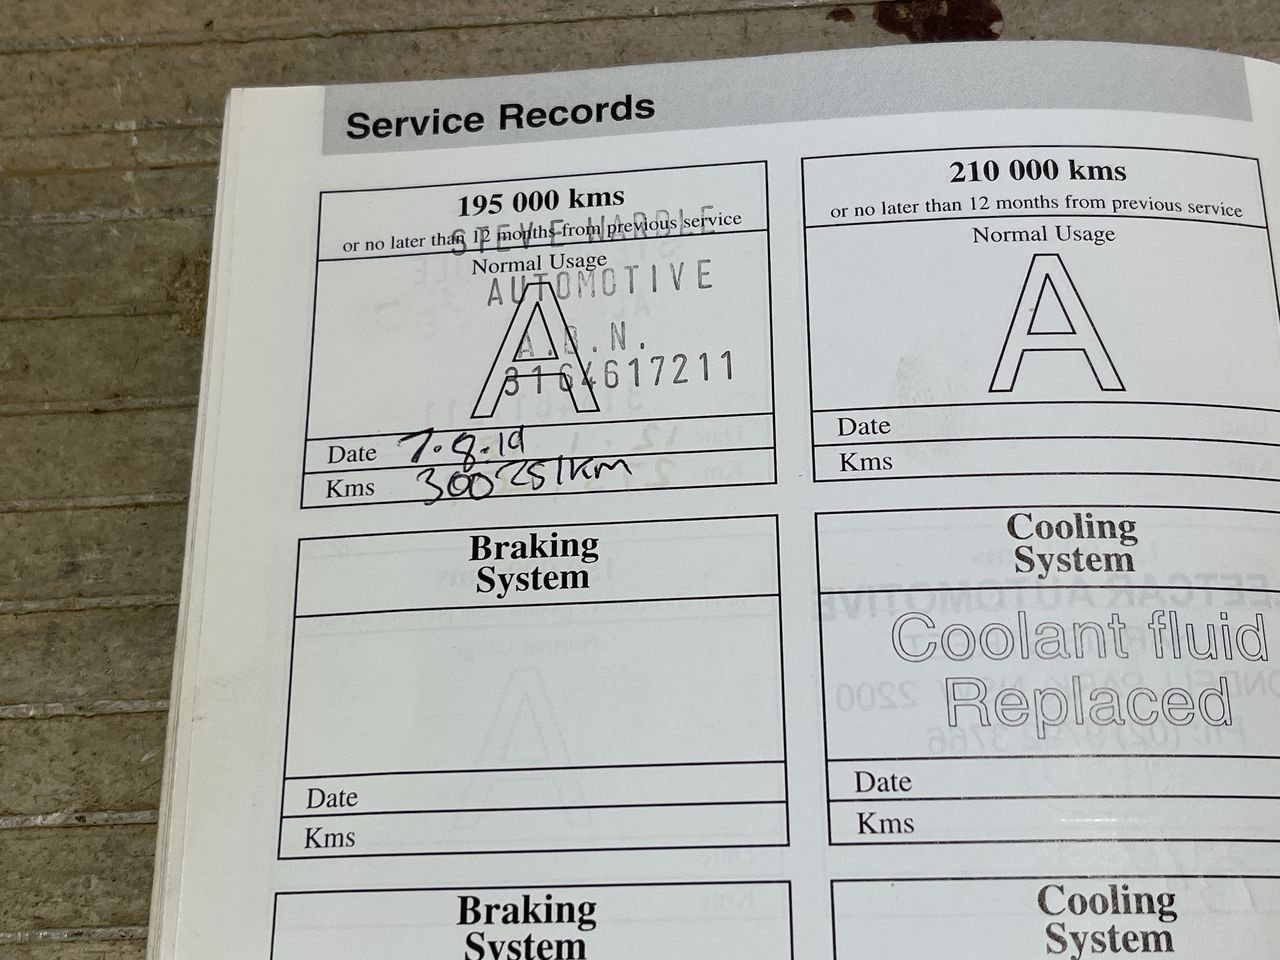 Service Records
195 000 kms
or no later than 12 months from previous service
Normal Usage
STEVE WARBLE
AUTOMOTIVE
A.B.N.
3164617211
A
Date 7.8.19
Kms 300251km
210 000 kms
or no later than 12 months from previous service
Normal Usage
A
Date
Kms
Braking
System
Date
Kms
Cooling
System
Coolant fluid
Replaced
Date
Kms
Braking
System
Cooling
System